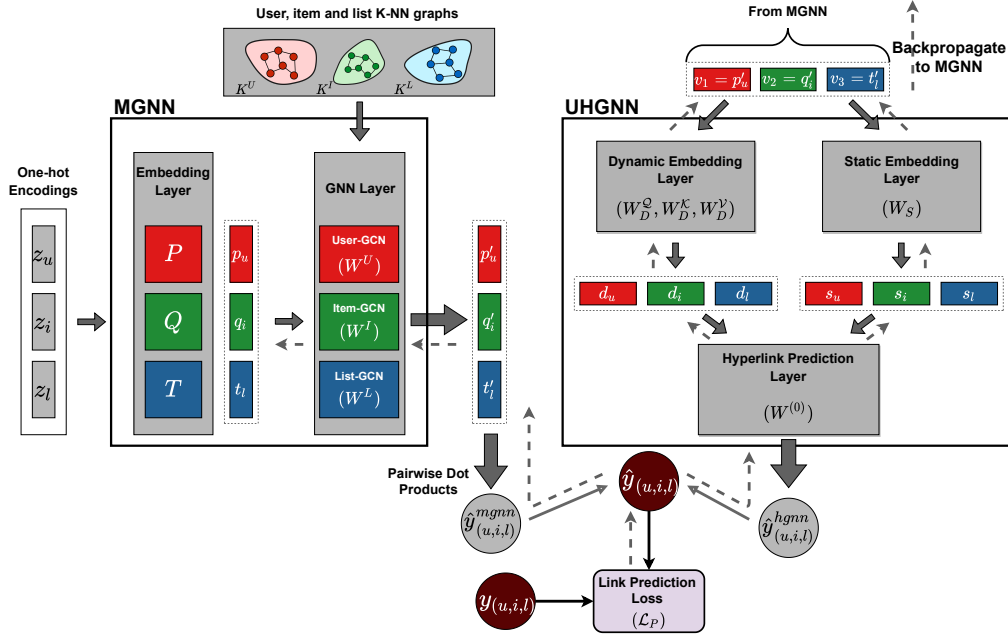 User, item and list K-NN graphs
K^U
K^I
K^L
MGNN
One-hot
Encodings
z_u
z_i
z_l
Embedding
Layer
P
Q
T
p_u
q_i
t_l
GNN Layer
User-GCN
(W^U)
Item-GCN
(W^I)
List-GCN
(W^L)
p'_u
q'_i
t'_l
Pairwise Dot
Products
ŷ^{mgnn}_{(u,i,l)}
From MGNN
Backpropagate
to MGNN
v_1 = p'_u
v_2 = q'_i
v_3 = t'_l
UHGNN
Dynamic Embedding
Layer
(W_D^𝒬, W_D^𝒦, W_D^𝒱)
Static Embedding
Layer
(W_S)
d_u
d_i
d_l
s_u
s_i
s_l
Hyperlink Prediction
Layer
(W^{(0)})
ŷ_{(u,i,l)}
ŷ^{hgnn}_{(u,i,l)}
y_{(u,i,l)}
Link Prediction
Loss
(ℒ_P)